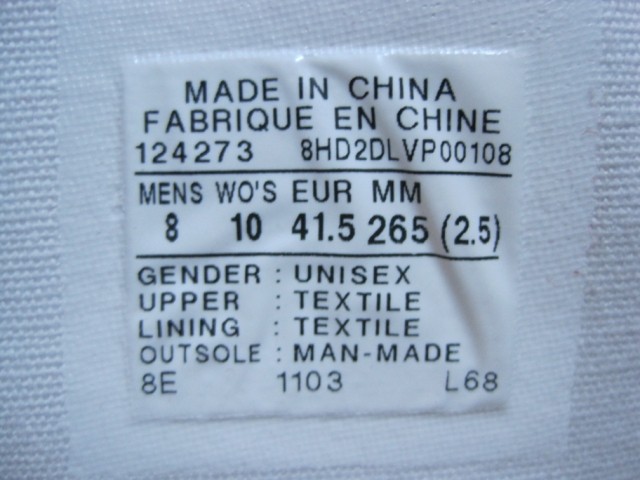 MADE IN CHINA
FABRIQUE EN CHINE
124273 8HD2DLVP00108
MENS WO'S EUR MM
8 10 41.5 265 (2.5)
GENDER : UNISEX
UPPER : TEXTILE
LINING : TEXTILE
OUTSOLE : MAN-MADE
8E 1103 L68